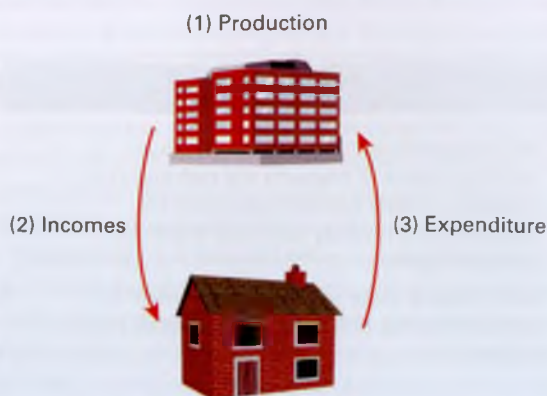 (1) Production
(2) Incomes
(3) Expenditure